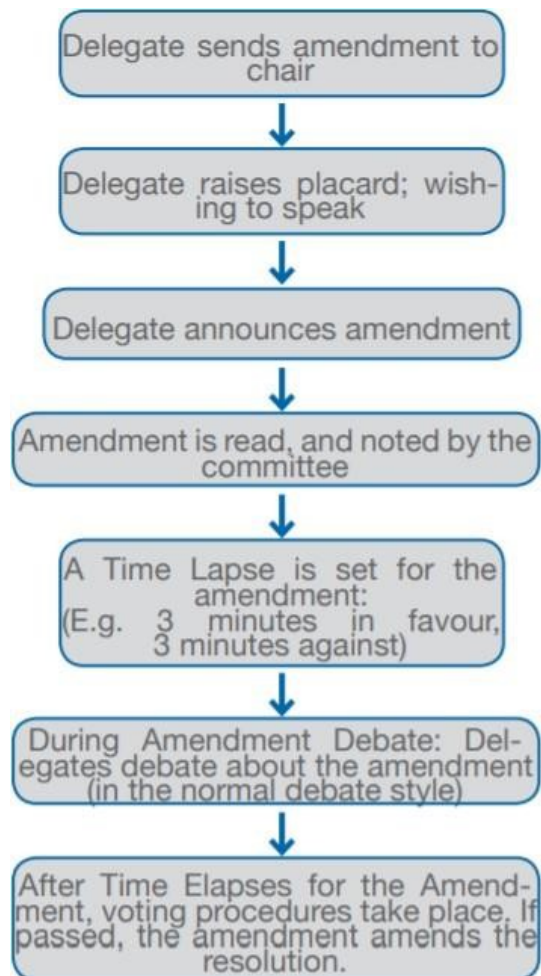 Delegate sends amendment to
chair
Delegate raises placard; wish-
ing to speak
Delegate announces amendment
Amendment is read, and noted by the
committee
A Time Lapse is set for the
amendment:
(E.g. 3 minutes in favour,
3 minutes against)
During Amendment Debate: Del-
egates debate about the amendment
(in the normal debate style)
After Time Elapses for the Amend-
ment, voting procedures take place. If
passed, the amendment amends the
resolution.